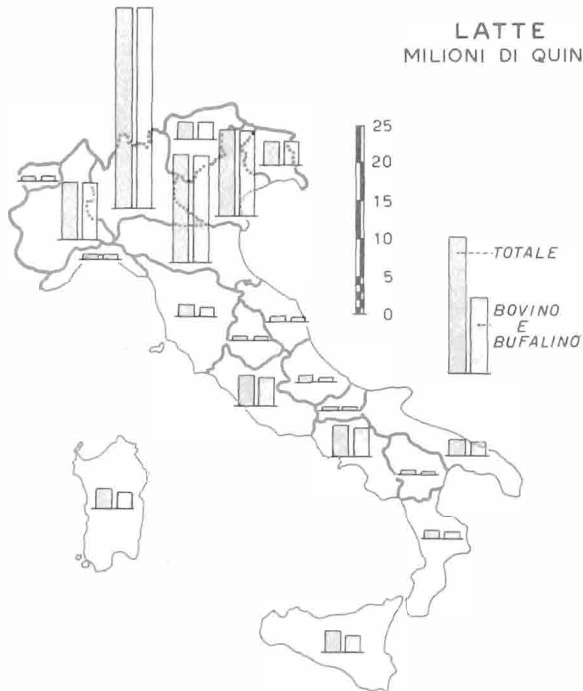 LATTE
MILIONI DI QUIN
25
20
15
10
5
0
TOTALE
BOVINO
E
BUFALINO